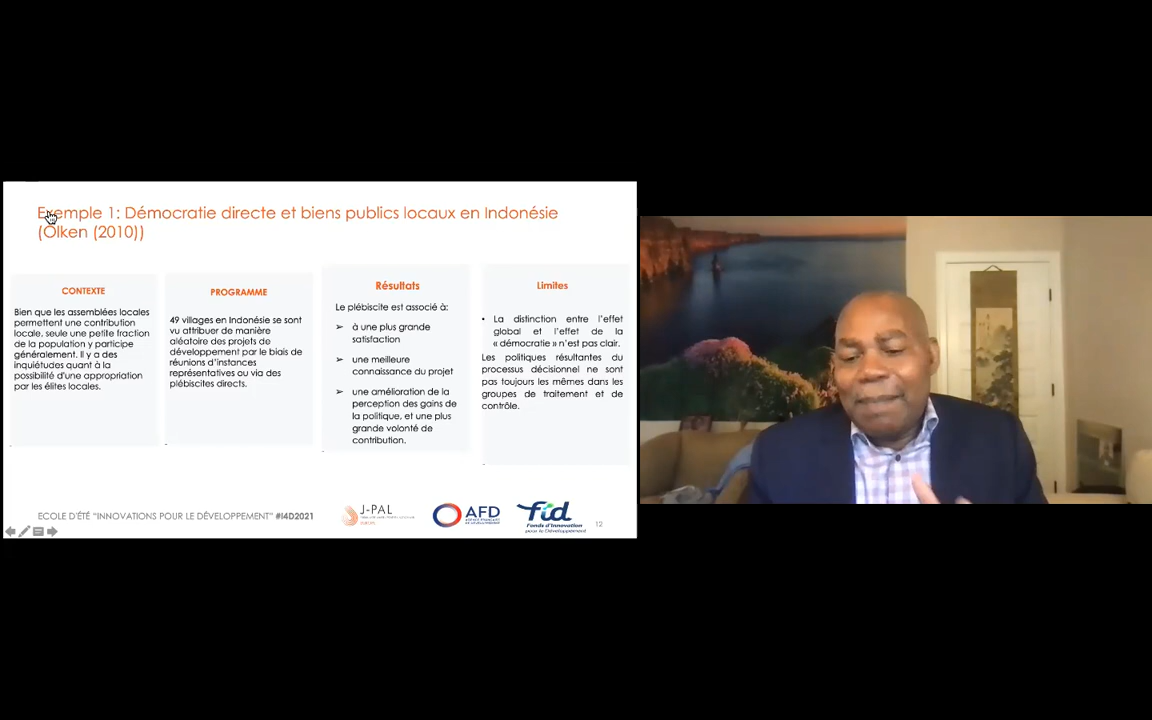 Exemple 1: Démocratie directe et biens publics locaux en Indonésie
(Olken (2010))
CONTEXTE
Bien que les assemblées locales
permettent une contribution
locale, seule une petite fraction
de la population y participe
généralement. Il y a des
inquiétudes quant à la
possibilité d'une appropriation
par les élites locales.
PROGRAMME
49 villages en Indonésie se sont
vu attribuer de manière
aléatoire des projets de
développement par le biais de
réunions d'instances
représentatives ou via des
plébiscites directs.
Résultats
Le plébiscite est associé à:
➢ à une plus grande
satisfaction
➢ une meilleure
connaissance du projet
➢ une amélioration de la
perception des gains de
la politique, et une plus
grande volonté de
contribution.
Limites
• La distinction entre l'effet
global et l'effet de la
« démocratie » n'est pas clair.
Les politiques résultantes du
processus décisionnel ne sont
pas toujours les mêmes dans les
groupes de traitement et de
contrôle.
ECOLE D'ÉTÉ "INNOVATIONS POUR LE DÉVELOPPEMENT" #I4D2021
J-PAL
EUROPE
AFD
fid
Fonds d'Innovation
pour le Développement
12